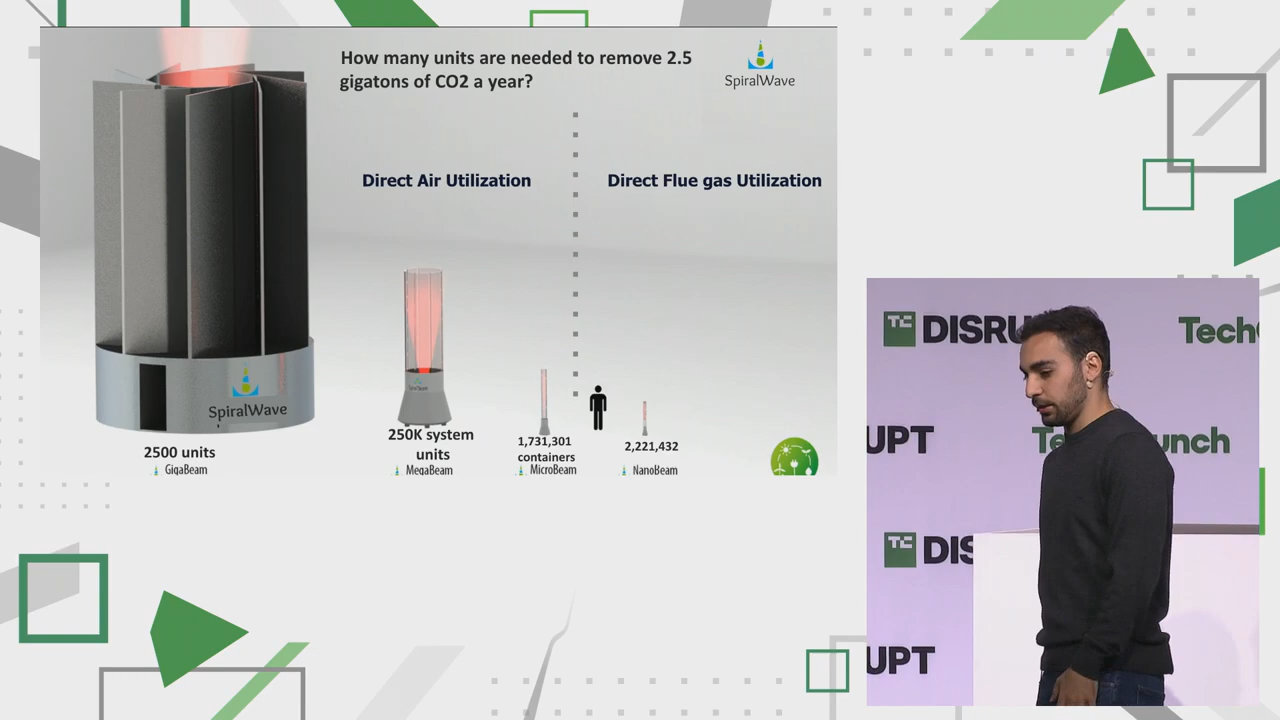 How many units are needed to remove 2.5
gigatons of CO2 a year?
SpiralWave
Direct Air Utilization
Direct Flue gas Utilization
SpiralWave
2500 units
GigaBeam
250K system
units
MegaBeam
1,731,301
containers
MicroBeam
2,221,432
NanoBeam
TC DISRU
Tech
UPT
Te unch
TC DIS
UPT